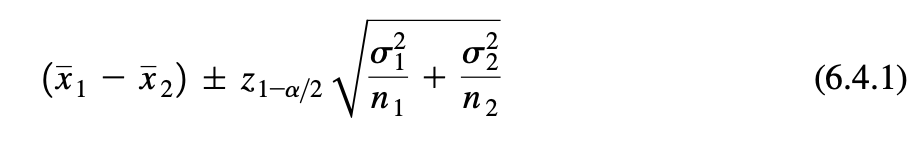 (x̄₁ − x̄₂) ± z₁₋α/₂ √(σ₁²/n₁ + σ₂²/n₂) (6.4.1)